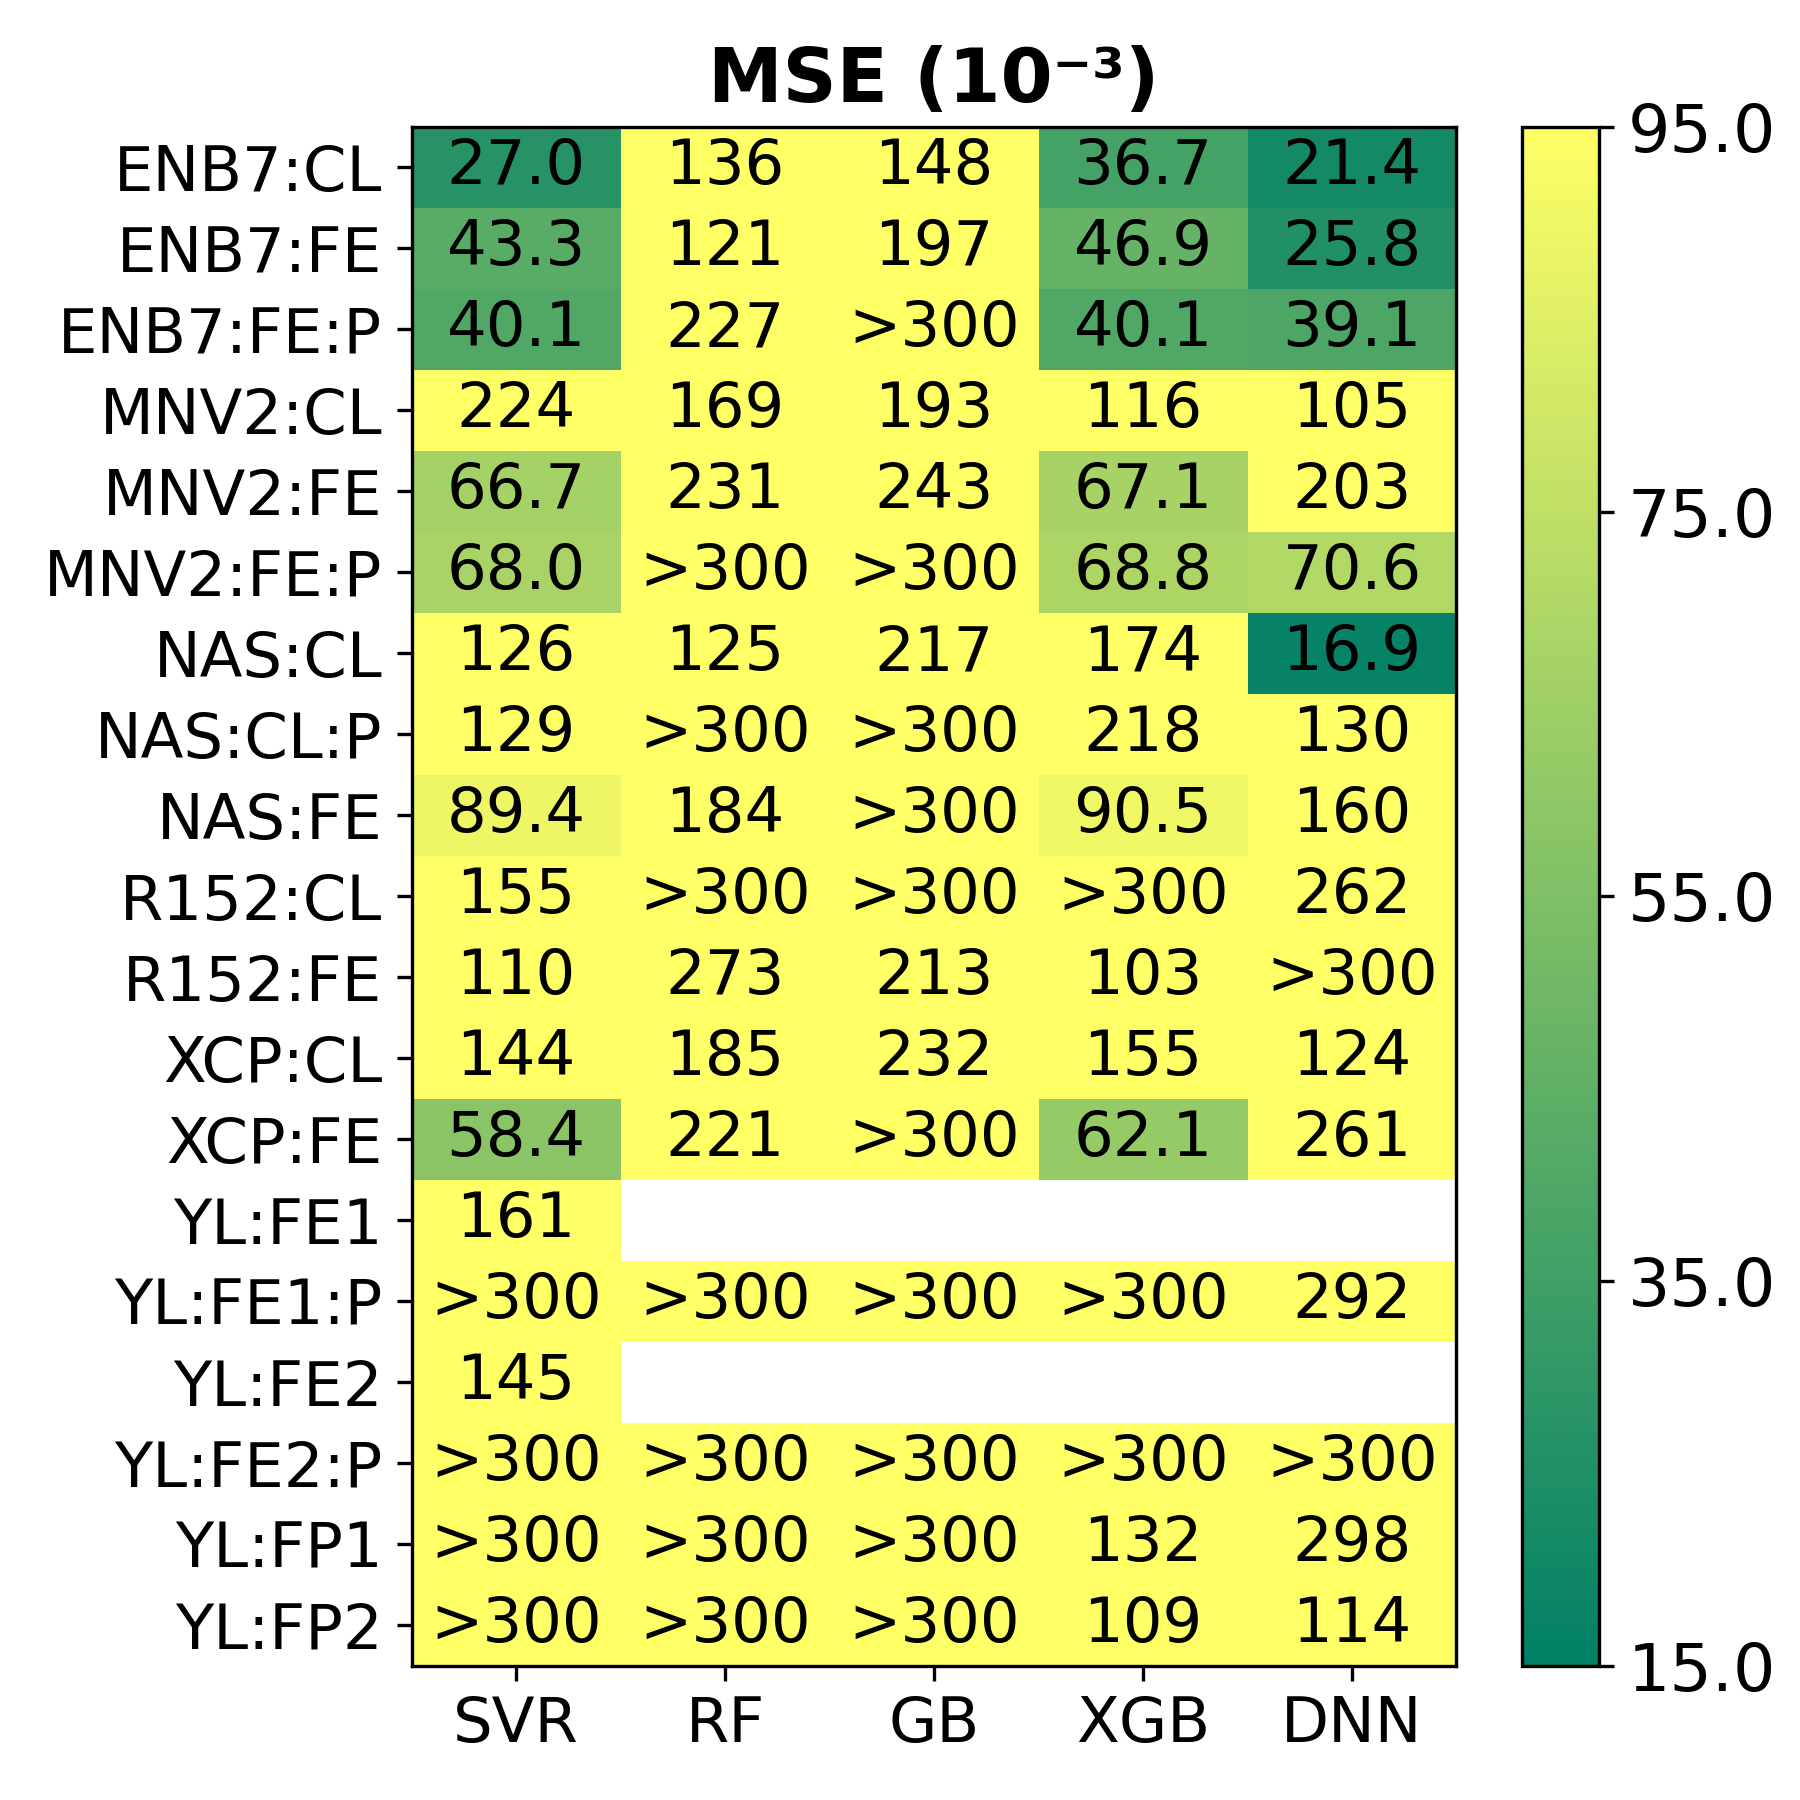 MSE (10⁻³)
ENB7:CL 27.0 136 148 36.7 21.4
ENB7:FE 43.3 121 197 46.9 25.8
ENB7:FE:P 40.1 227 >300 40.1 39.1
MNV2:CL 224 169 193 116 105
MNV2:FE 66.7 231 243 67.1 203
MNV2:FE:P 68.0 >300 >300 68.8 70.6
NAS:CL 126 125 217 174 16.9
NAS:CL:P 129 >300 >300 218 130
NAS:FE 89.4 184 >300 90.5 160
R152:CL 155 >300 >300 >300 262
R152:FE 110 273 213 103 >300
XCP:CL 144 185 232 155 124
XCP:FE 58.4 221 >300 62.1 261
YL:FE1 161
YL:FE1:P >300 >300 >300 >300 292
YL:FE2 145
YL:FE2:P >300 >300 >300 >300 >300
YL:FP1 >300 >300 >300 132 298
YL:FP2 >300 >300 >300 109 114
SVR RF GB XGB DNN
95.0
75.0
55.0
35.0
15.0